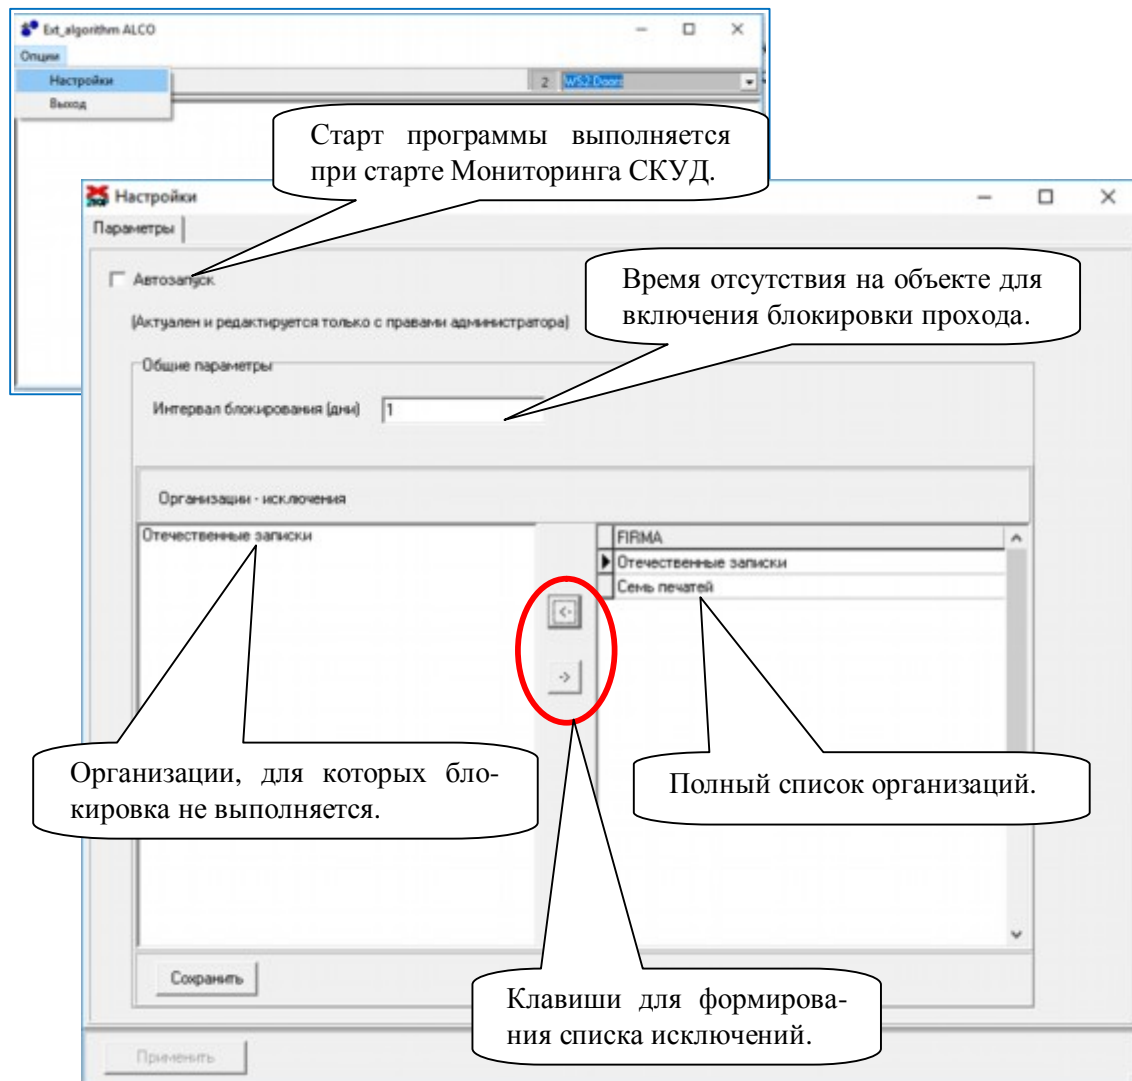 Ext_algorithm ALCO
Опции
Настройки
2 WS2:Doors
Выход
Старт программы выполняется
при старте Мониторинга СКУД.
Настройки
Параметры
Автозапуск
(Актуален и редактируется только с правами администратора)
Время отсутствия на объекте для
включения блокировки прохода.
Общие параметры
Интервал блокирования (дни) 1
Организации - исключения
Отечественные записки
FIRMA
Отечественные записки
Семь печатей
<-
->
Организации, для которых бло-
кировка не выполняется.
Полный список организаций.
Сохранить
Клавиши для формирова-
ния списка исключений.
Применить